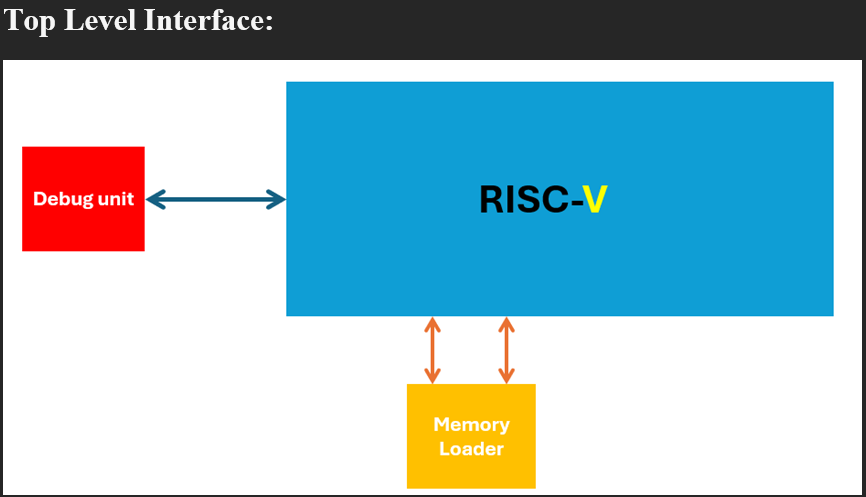 Top Level Interface:
Debug unit
RISC-V
Memory
Loader